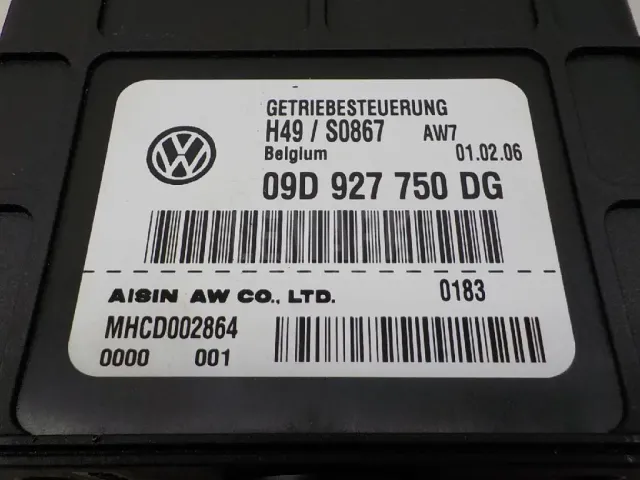 GETRIEBESTEUERUNG
H49 / S0867 AW7
Belgium 01.02.06
09D 927 750 DG
AISIN AW CO., LTD. 0183
MHCD002864
0000 001